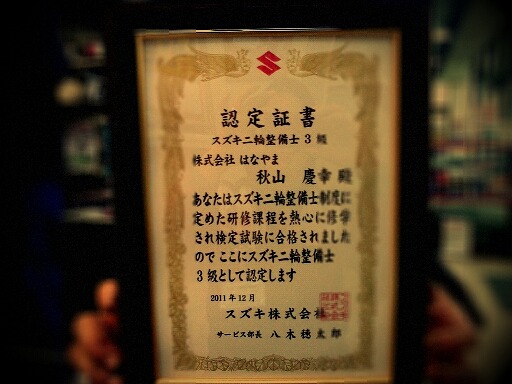 認定証書
スズキ二輪整備士3級
株式会社 はなやま
秋山 慶幸 殿
あなたはスズキ二輪整備士制度に
定めた研修課程を熱心に修学
され検定試験に合格されました
ので ここにスズキ二輪整備士
3級として認定します
2011年12月
スズキ株式会社
サービス部長 八木徳太郎